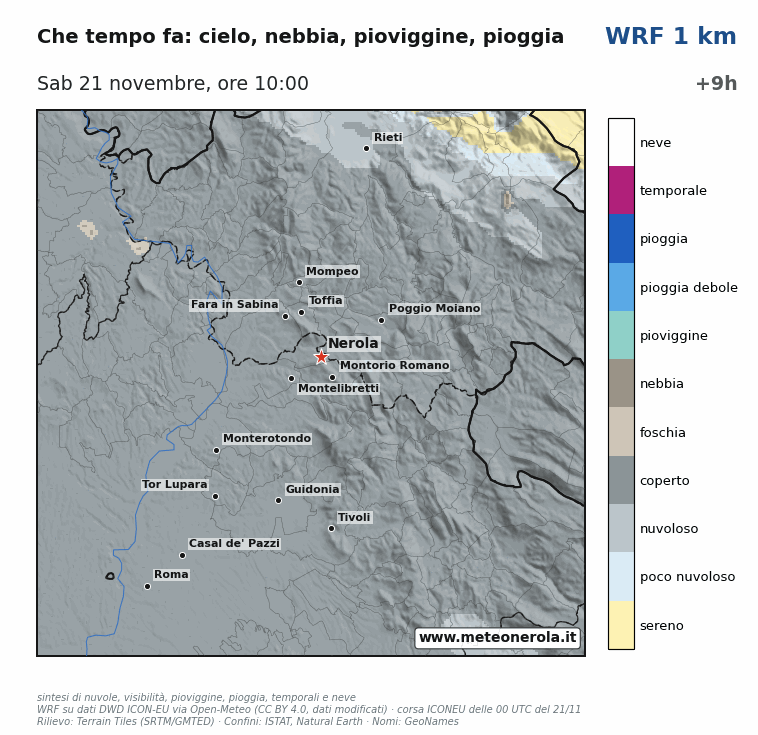 Che tempo fa: cielo, nebbia, pioviggine, pioggia
WRF 1 km
Sab 21 novembre, ore 10:00
+9h
Rieti
Mompeo
Fara in Sabina
Toffia
Poggio Moiano
Nerola
Montorio Romano
Montelibretti
Monterotondo
Tor Lupara
Guidonia
Tivoli
Casal de' Pazzi
Roma
www.meteonerola.it
neve
temporale
pioggia
pioggia debole
pioviggine
nebbia
foschia
coperto
nuvoloso
poco nuvoloso
sereno
sintesi di nuvole, visibilità, pioviggine, pioggia, temporali e neve
WRF su dati DWD ICON-EU via Open-Meteo (CC BY 4.0, dati modificati) · corsa ICONEU delle 00 UTC del 21/11
Rilievo: Terrain Tiles (SRTM/GMTED) · Confini: ISTAT, Natural Earth · Nomi: GeoNames